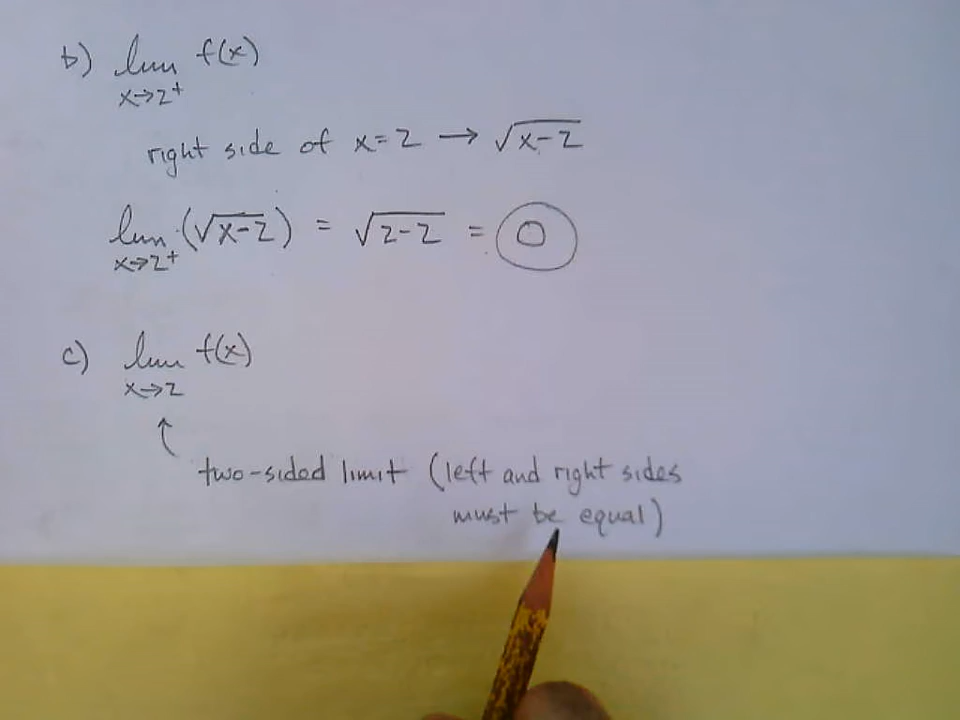 b) lim f(x)
x→2⁺
right side of x=2 → √(x-2)
lim (√(x-2)) = √(2-2) = 0
x→2⁺
c) lim f(x)
x→2
two-sided limit (left and right sides
must be equal)